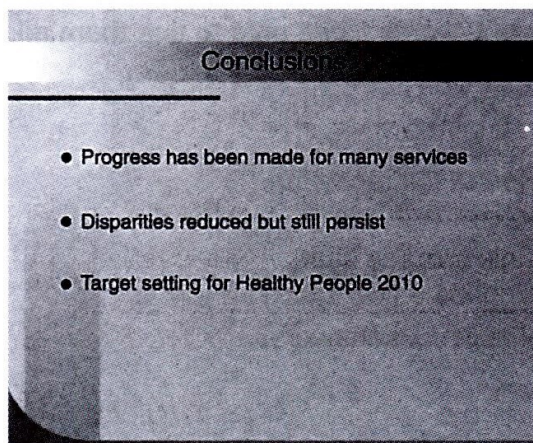 Conclusions
• Progress has been made for many services
• Disparities reduced but still persist
• Target setting for Healthy People 2010